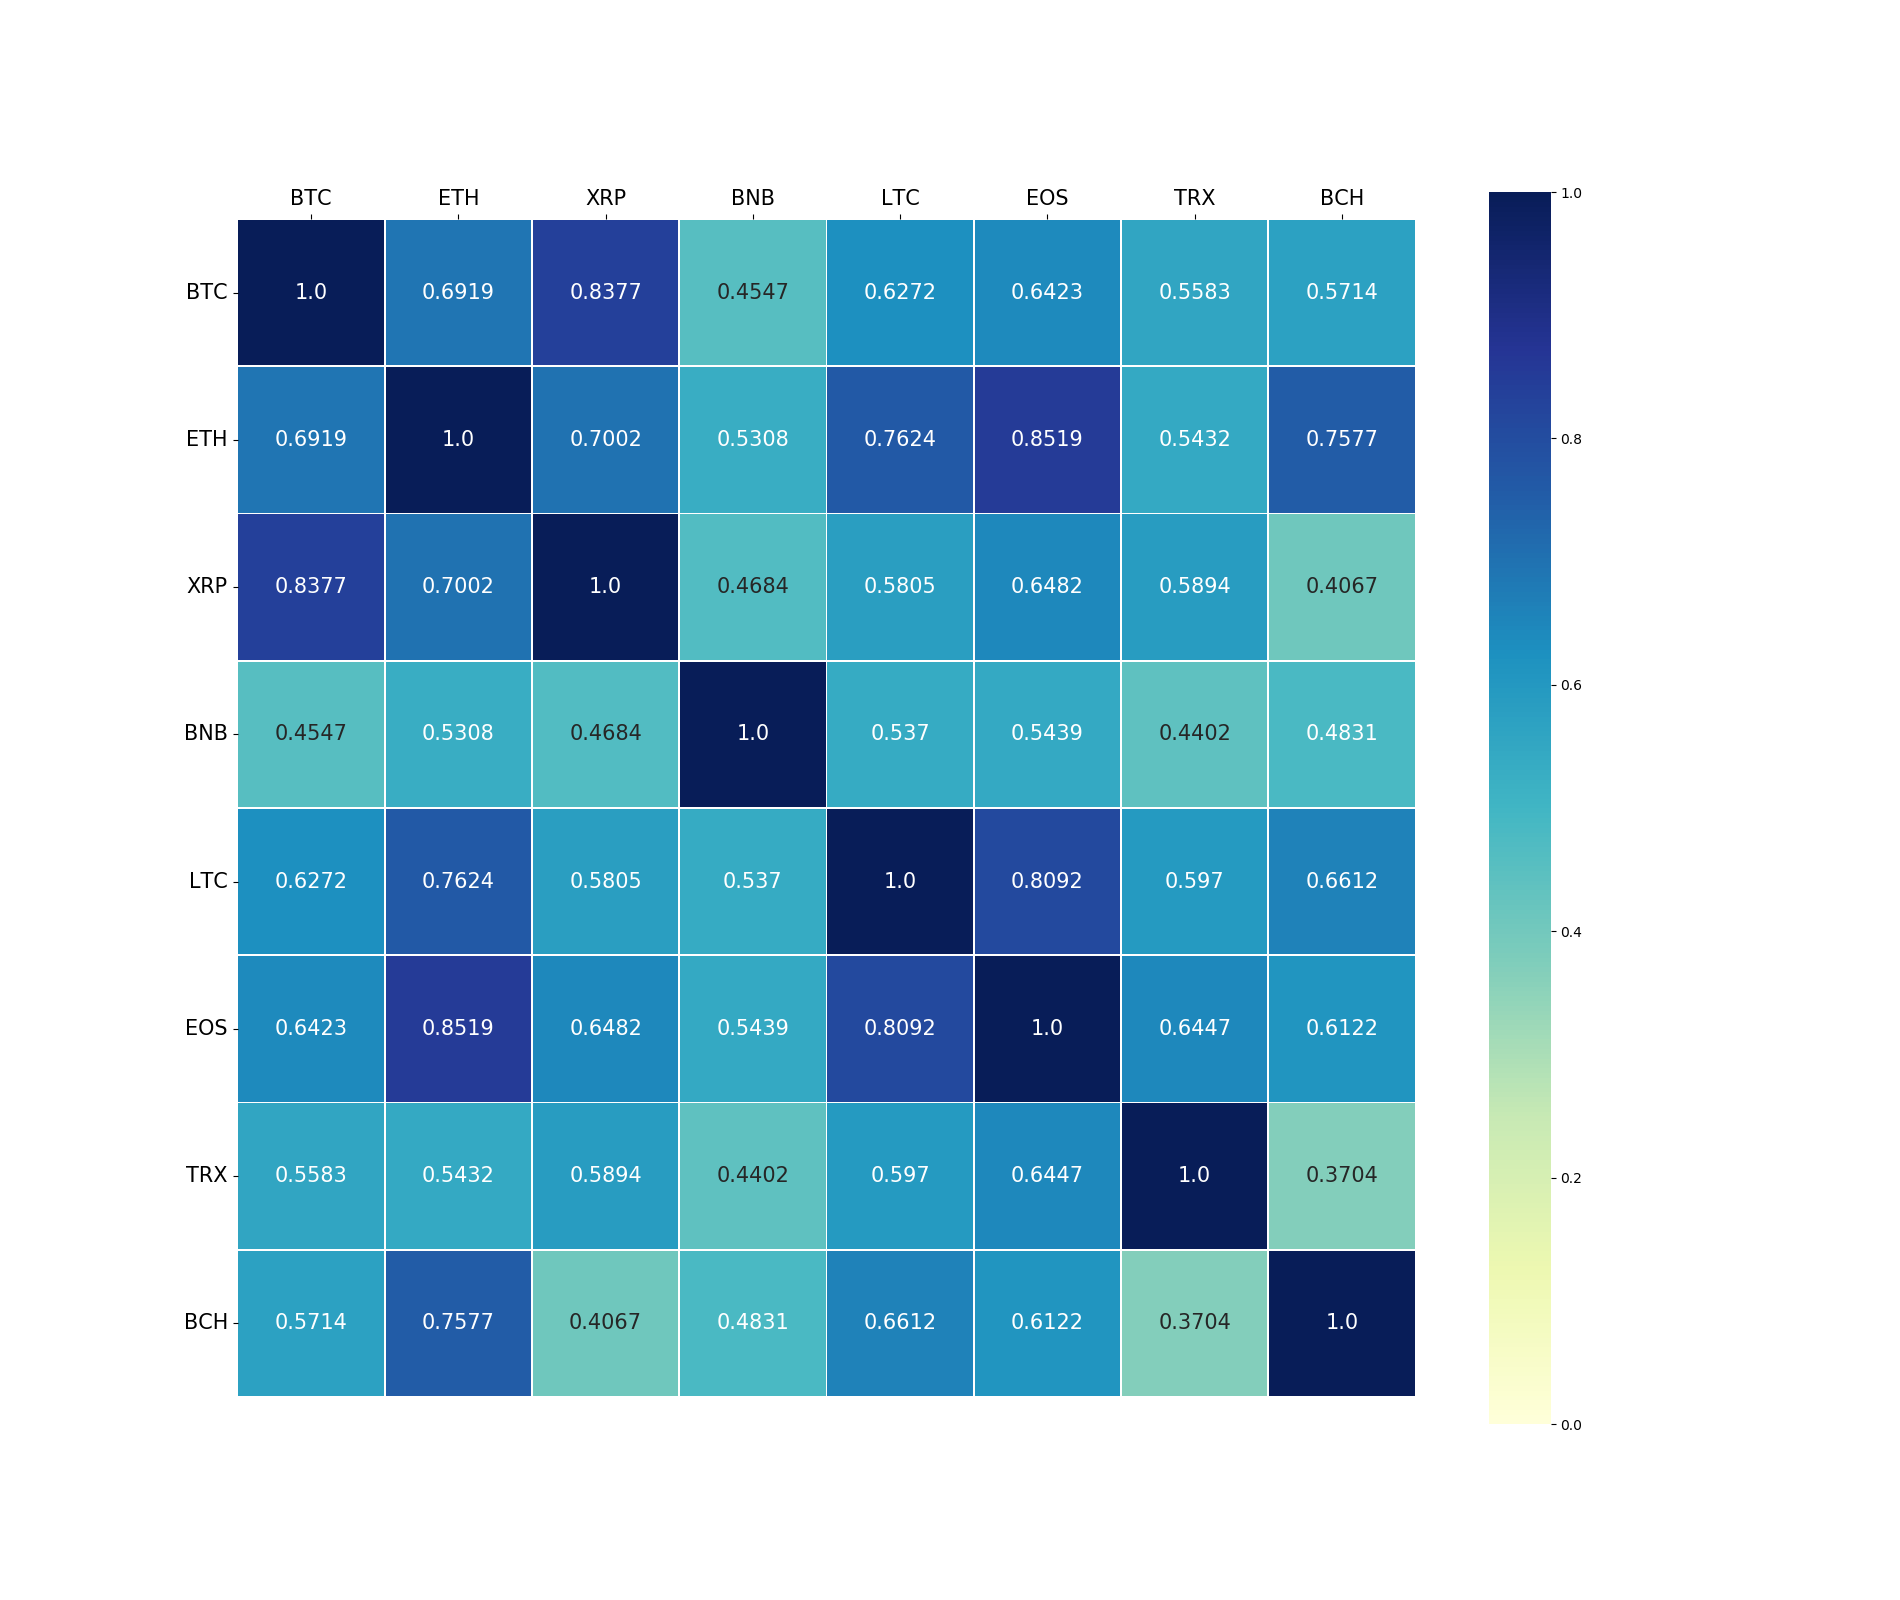 BTC ETH XRP BNB LTC EOS TRX BCH
BTC 1.0 0.6919 0.8377 0.4547 0.6272 0.6423 0.5583 0.5714
ETH 0.6919 1.0 0.7002 0.5308 0.7624 0.8519 0.5432 0.7577
XRP 0.8377 0.7002 1.0 0.4684 0.5805 0.6482 0.5894 0.4067
BNB 0.4547 0.5308 0.4684 1.0 0.537 0.5439 0.4402 0.4831
LTC 0.6272 0.7624 0.5805 0.537 1.0 0.8092 0.597 0.6612
EOS 0.6423 0.8519 0.6482 0.5439 0.8092 1.0 0.6447 0.6122
TRX 0.5583 0.5432 0.5894 0.4402 0.597 0.6447 1.0 0.3704
BCH 0.5714 0.7577 0.4067 0.4831 0.6612 0.6122 0.3704 1.0
1.0
0.8
0.6
0.4
0.2
0.0